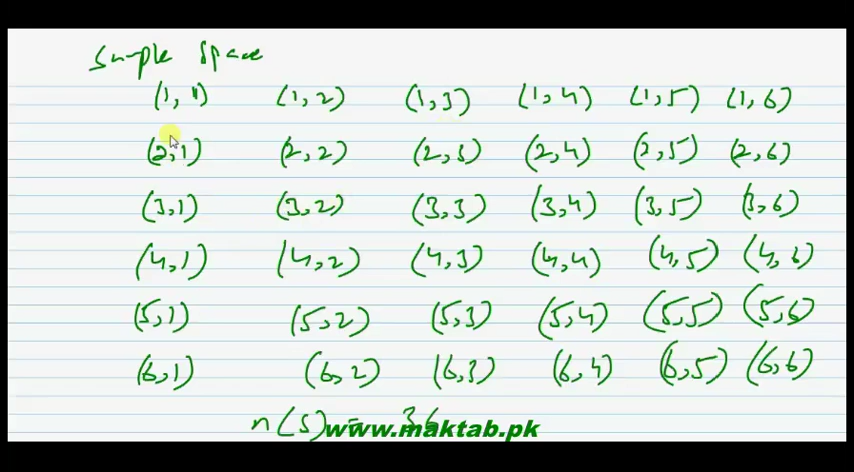 Sample Space
(1, 1) (1, 2) (1, 3) (1, 4) (1, 5) (1, 6)
(2, 1) (2, 2) (2, 3) (2, 4) (2, 5) (2, 6)
(3, 1) (3, 2) (3, 3) (3, 4) (3, 5) (3, 6)
(4, 1) (4, 2) (4, 3) (4, 4) (4, 5) (4, 6)
(5, 1) (5, 2) (5, 3) (5, 4) (5, 5) (5, 6)
(6, 1) (6, 2) (6, 3) (6, 4) (6, 5) (6, 6)
n(S) = 36
www.maktab.pk